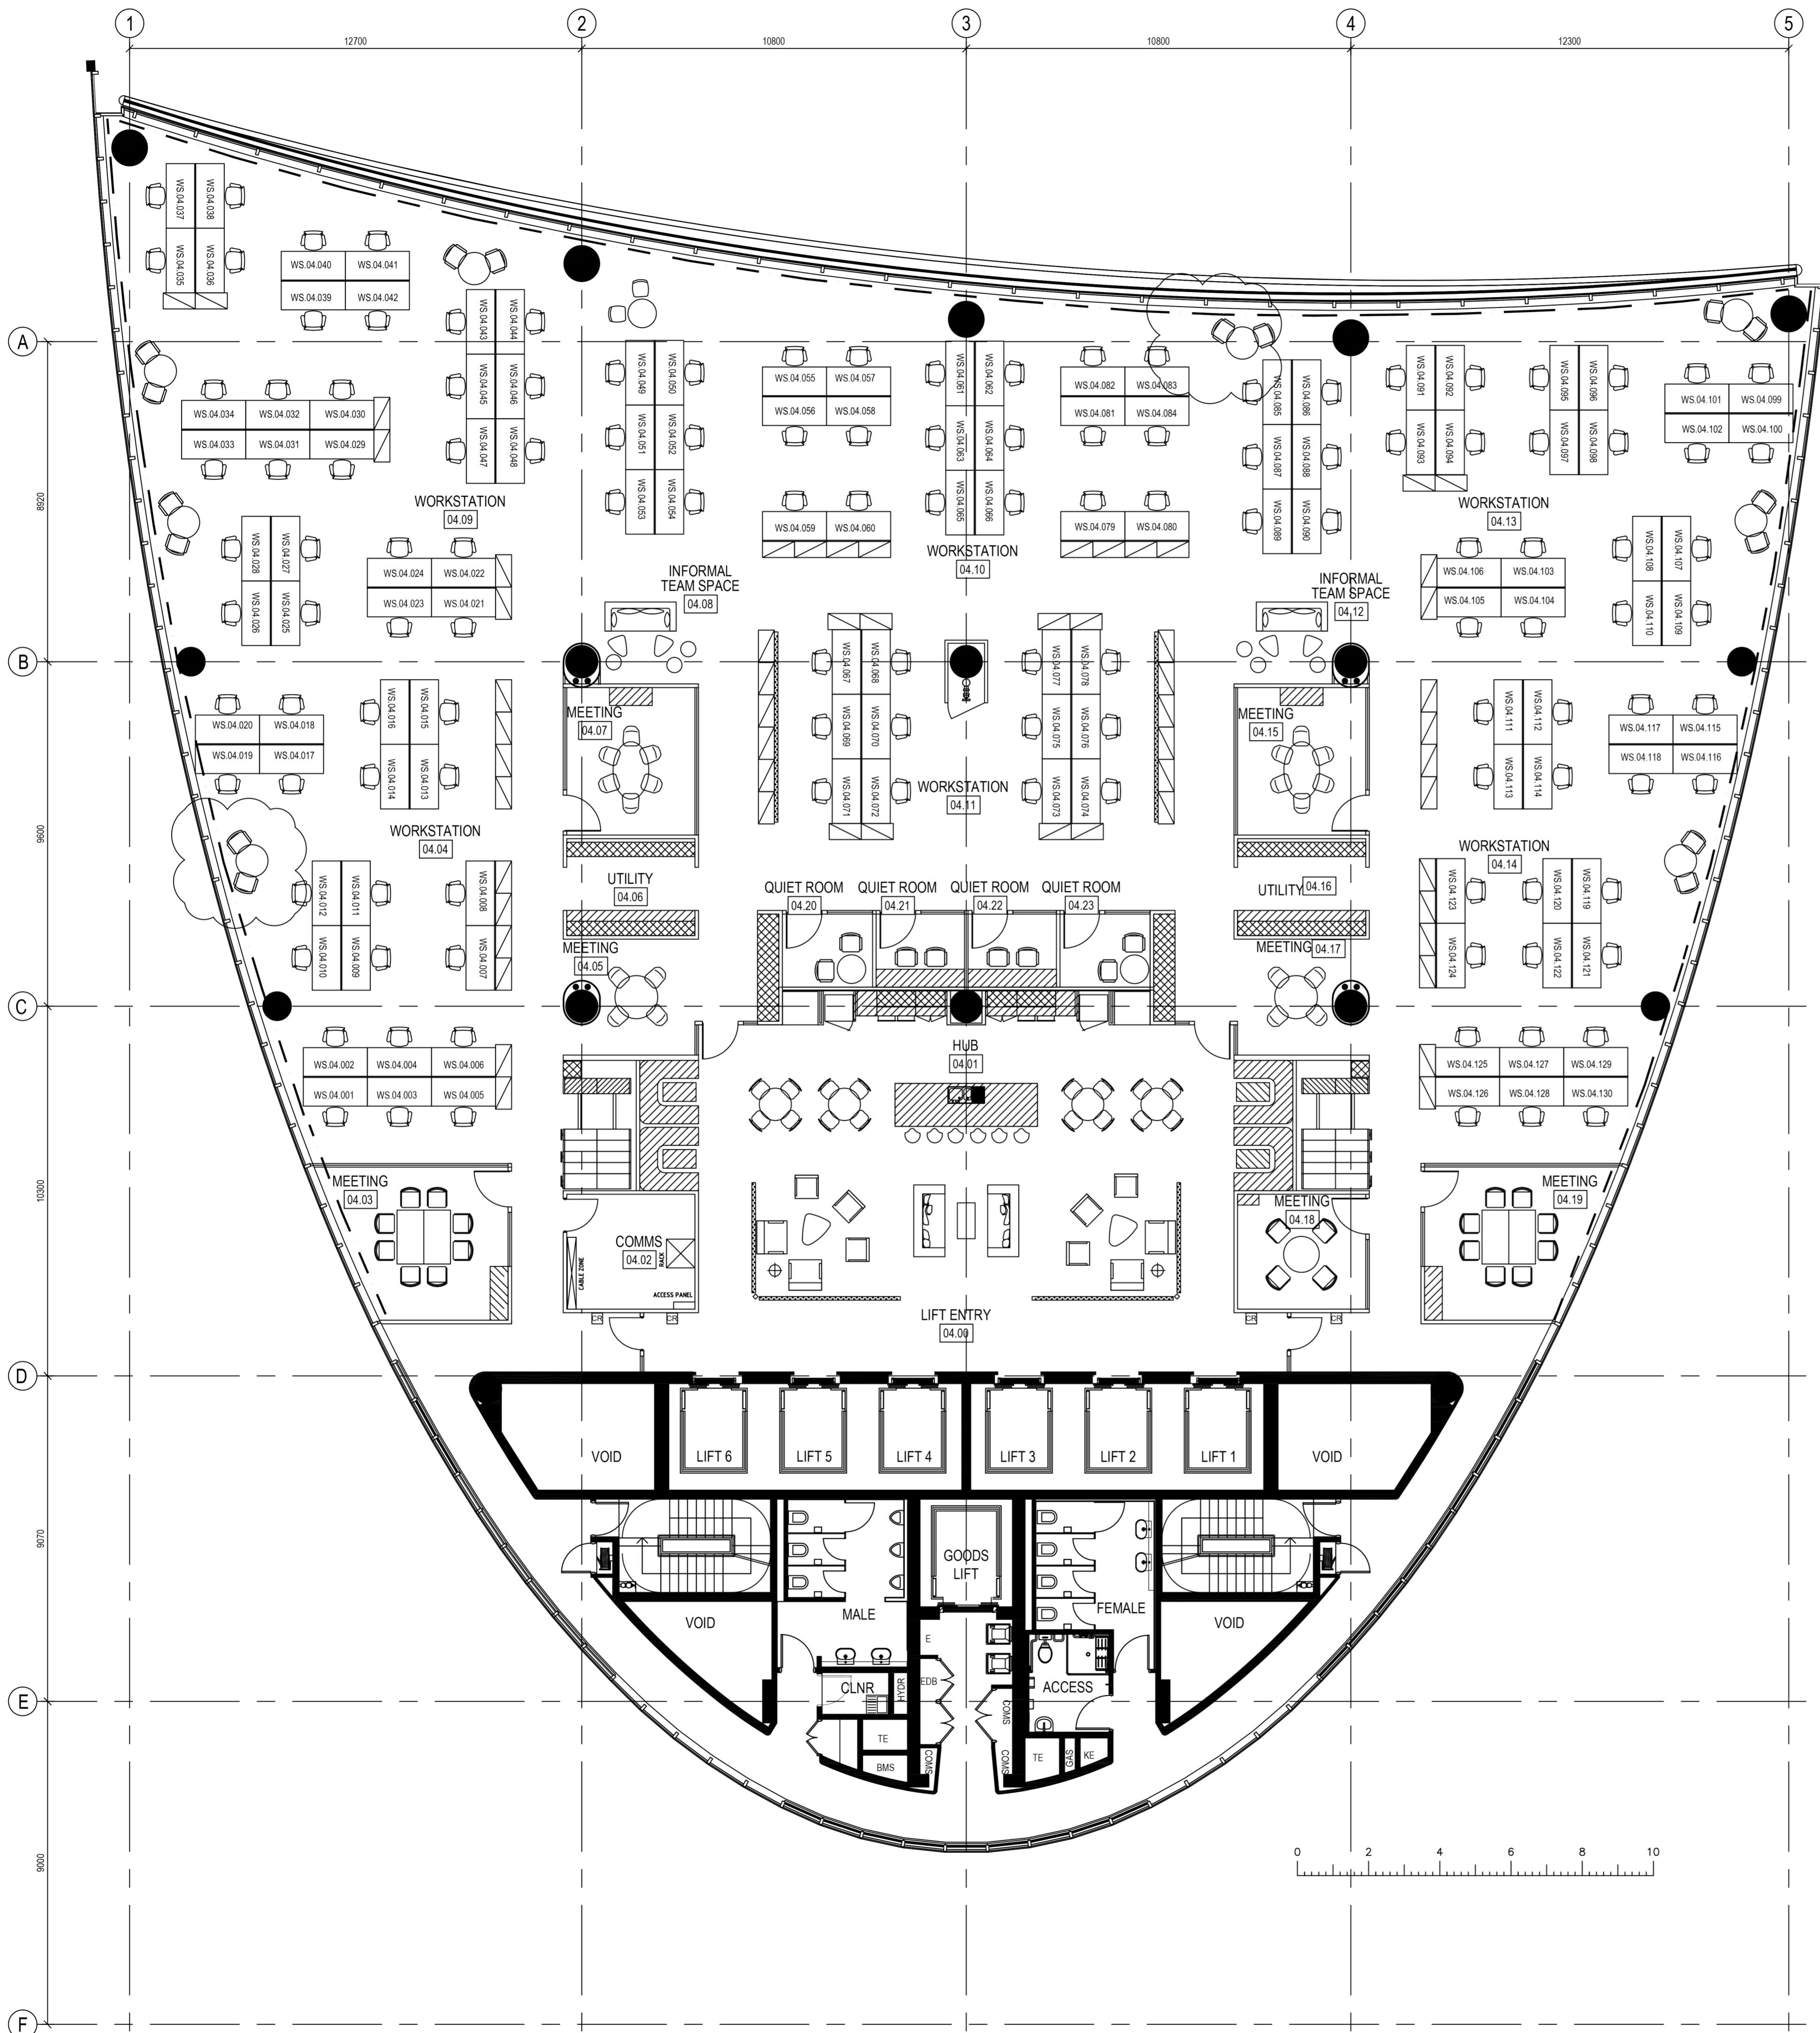 1 2 3 4 5
12700 10800 10800 12300
WS.04.037 WS.04.038
WS.04.035 WS.04.036
WS.04.040 WS.04.041
WS.04.039 WS.04.042
WS.04.043 WS.04.044
WS.04.045 WS.04.046
WS.04.047 WS.04.048
A
WS.04.049 WS.04.050
WS.04.051 WS.04.052
WS.04.053 WS.04.054
WS.04.055 WS.04.057
WS.04.056 WS.04.058
WS.04.059 WS.04.060
WS.04.061 WS.04.062
WS.04.063 WS.04.064
WS.04.065 WS.04.066
WS.04.082 WS.04.083
WS.04.081 WS.04.084
WS.04.079 WS.04.080
WS.04.085 WS.04.086
WS.04.087 WS.04.088
WS.04.089 WS.04.090
WS.04.091 WS.04.092
WS.04.093 WS.04.094
WS.04.095 WS.04.096
WS.04.097 WS.04.098
WS.04.101 WS.04.099
WS.04.102 WS.04.100
WS.04.034 WS.04.032 WS.04.030
WS.04.033 WS.04.031 WS.04.029
8920
WORKSTATION
04.09
WORKSTATION
04.10
WORKSTATION
04.13
WS.04.028 WS.04.027
WS.04.026 WS.04.025
WS.04.024 WS.04.022
WS.04.023 WS.04.021
INFORMAL
TEAM SPACE
04.08
INFORMAL
TEAM SPACE
04.12
WS.04.106 WS.04.103
WS.04.105 WS.04.104
WS.04.108 WS.04.107
WS.04.110 WS.04.109
B
WS.04.067 WS.04.068
WS.04.069 WS.04.070
WS.04.071 WS.04.072
WS.04.077 WS.04.078
WS.04.075 WS.04.076
WS.04.073 WS.04.074
WS.04.020 WS.04.018
WS.04.019 WS.04.017
WS.04.016 WS.04.015
WS.04.014 WS.04.013
MEETING
04.07
MEETING
04.15
WS.04.111 WS.04.112
WS.04.113 WS.04.114
WS.04.117 WS.04.115
WS.04.118 WS.04.116
WORKSTATION
04.11
9600
WORKSTATION
04.04
WORKSTATION
04.14
WS.04.012 WS.04.011
WS.04.010 WS.04.009
WS.04.008
WS.04.007
UTILITY
04.06
QUIET ROOM
04.20
QUIET ROOM
04.21
QUIET ROOM
04.22
QUIET ROOM
04.23
UTILITY 04.16
WS.04.123
WS.04.124
WS.04.120 WS.04.119
WS.04.122 WS.04.121
MEETING
04.05
MEETING 04.17
C
HUB
04.01
WS.04.002 WS.04.004 WS.04.006
WS.04.001 WS.04.003 WS.04.005
WS.04.125 WS.04.127 WS.04.129
WS.04.126 WS.04.128 WS.04.130
10300
MEETING
04.03
MEETING
04.18
MEETING
04.19
COMMS
04.02
RACK
CABLE ZONE
ACCESS PANEL
CR CR CR CR
LIFT ENTRY
04.00
D
VOID LIFT 6 LIFT 5 LIFT 4 LIFT 3 LIFT 2 LIFT 1 VOID
9070
GOODS
LIFT
MALE
FEMALE
VOID
VOID
E
EDB
CLNR
HYDR
ACCESS
COMS
E
TE
BMS
COMS
COMS
TE
GAS
KE
9000
0 2 4 6 8 10
F